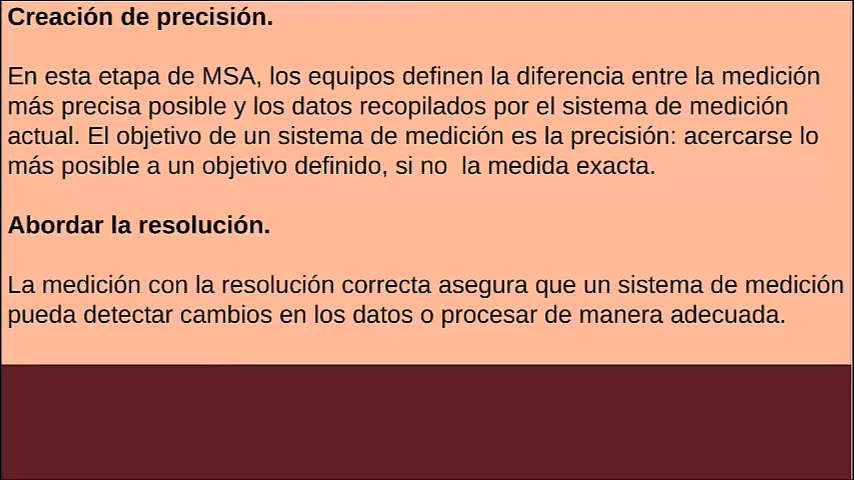 Creación de precisión.
En esta etapa de MSA, los equipos definen la diferencia entre la medición
más precisa posible y los datos recopilados por el sistema de medición
actual. El objetivo de un sistema de medición es la precisión: acercarse lo
más posible a un objetivo definido, si no  la medida exacta.
Abordar la resolución.
La medición con la resolución correcta asegura que un sistema de medición
pueda detectar cambios en los datos o procesar de manera adecuada.